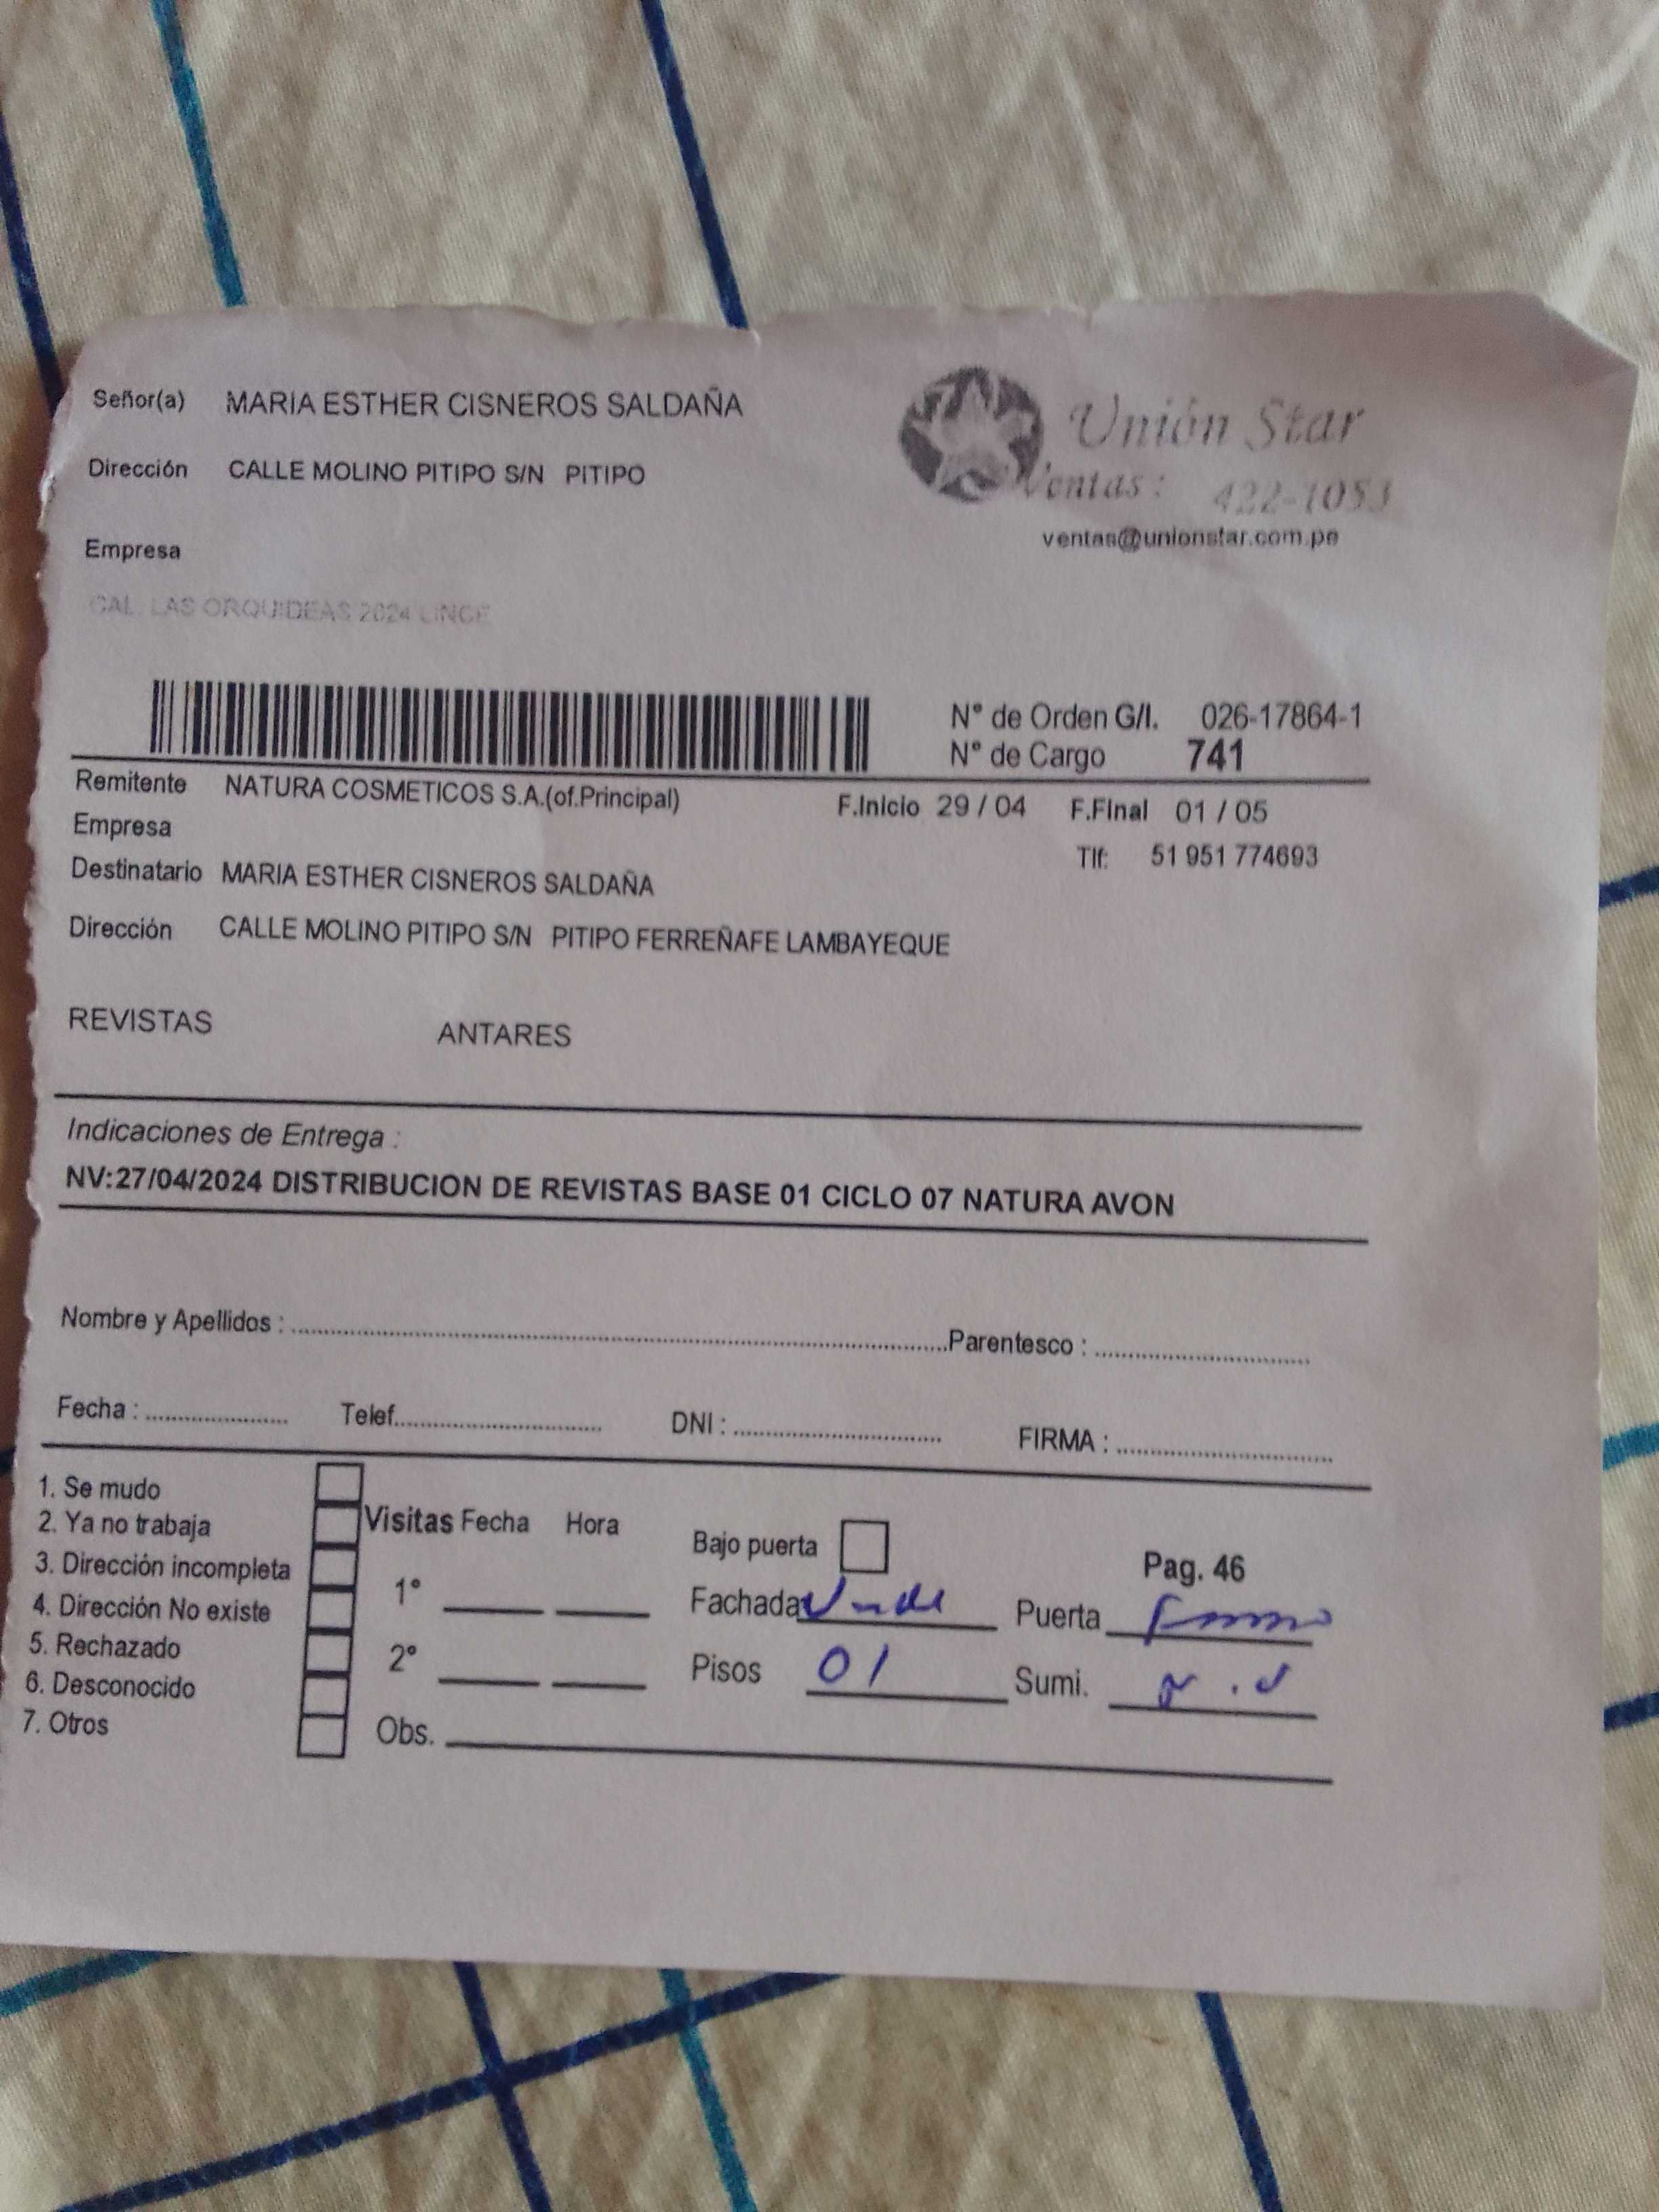 Señor(a) MARIA ESTHER CISNEROS SALDAÑA
Unión Star
Dirección CALLE MOLINO PITIPO S/N PITIPO
Ventas: 422-1053
ventas@unionstar.com.pe
Empresa
CAL. LAS ORQUIDEAS 2024 LINCE
N° de Orden G/I. 026-17864-1
N° de Cargo 741
Remitente NATURA COSMETICOS S.A.(of.Principal)
F.Inicio 29 / 04 F.Final 01 / 05
Empresa
Tlf: 51 951 774693
Destinatario MARIA ESTHER CISNEROS SALDAÑA
Dirección CALLE MOLINO PITIPO S/N PITIPO FERREÑAFE LAMBAYEQUE
REVISTAS ANTARES
Indicaciones de Entrega :
NV:27/04/2024 DISTRIBUCION DE REVISTAS BASE 01 CICLO 07 NATURA AVON
Nombre y Apellidos : Parentesco :
Fecha : Telef. DNI : FIRMA :
1. Se mudo
2. Ya no trabaja
3. Dirección incompleta
4. Dirección No existe
5. Rechazado
6. Desconocido
7. Otros
Visitas Fecha Hora
1°
2°
Obs.
Bajo puerta
Pag. 46
Fachada Puerta
Pisos 01 Sumi.